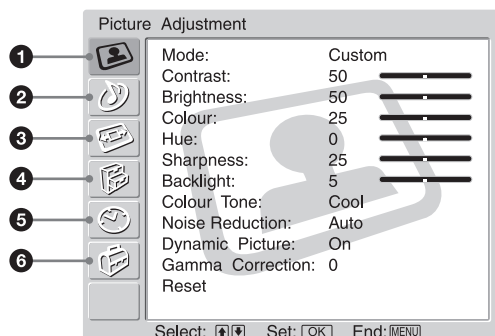 Picture Adjustment
1
2
3
4
5
6
Mode: Custom
Contrast: 50
Brightness: 50
Colour: 25
Hue: 0
Sharpness: 25
Backlight: 5
Colour Tone: Cool
Noise Reduction: Auto
Dynamic Picture: On
Gamma Correction: 0
Reset
Select: Set: OK End: MENU